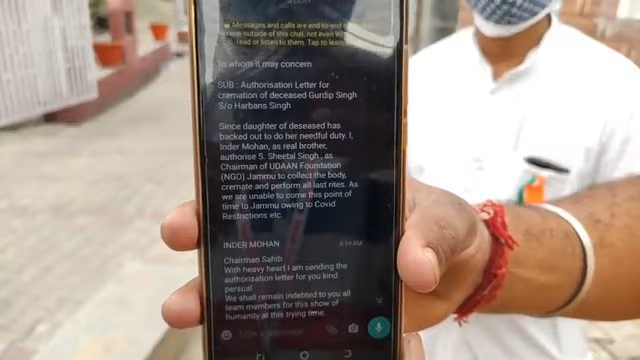 Messages and calls are end-to-end
outside of this chat, not even
read or listen to them. Tap to learn
To whom it may concern
SUB : Authorisation Letter for
cremation of deceased Gurdip Singh
S/o Harbans Singh
Since daughter of deseased has
backed out to do her needful duty. I,
Inder Mohan, as real brother,
authorise S. Sheetal Singh , as
Chairman of UDAAN Foundation
(NGO) Jammu to collect the body,
cremate and perform all last rites. As
we are unable to come this point of
time to Jammu owing to Covid
Restrictions etc.
INDER MOHAN
Chairman Sahib
With heavy heart I am sending the
authorisation letter for you kind
persual
We shall remain indebted to you all
team members for this show of
humanity at this trying time.